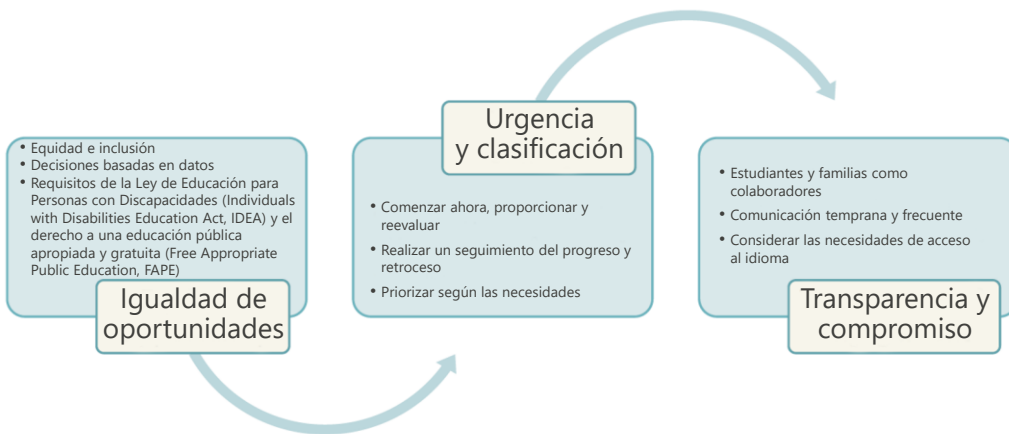 • Equidad e inclusión
• Decisiones basadas en datos
• Requisitos de la Ley de Educación para
Personas con Discapacidades (Individuals
with Disabilities Education Act, IDEA) y el
derecho a una educación pública
apropiada y gratuita (Free Appropriate
Public Education, FAPE)
Igualdad de
oportunidades
Urgencia
y clasificación
• Comenzar ahora, proporcionar y
reevaluar
• Realizar un seguimiento del progreso y
retroceso
• Priorizar según las necesidades
• Estudiantes y familias como
colaboradores
• Comunicación temprana y frecuente
• Considerar las necesidades de acceso
al idioma
Transparencia y
compromiso